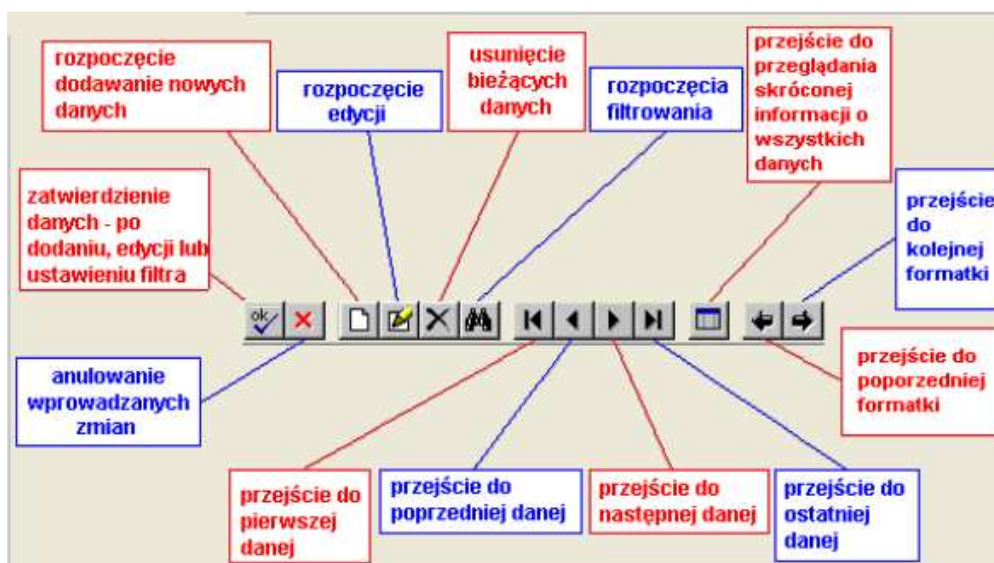 rozpoczęcie
dodawanie nowych
danych
rozpoczęcie
edycji
usunięcie
bieżących
danych
rozpoczęcia
filtrowania
przejście do
przeglądania
skróconej
informacji o
wszystkich
danych
zatwierdzienie
danych - po
dodaniu, edycji lub
ustawieniu filtra
przejście
do
kolejnej
formatki
ok
anulowanie
wprowadzanych
zmian
przejście do
poporzedniej
formatki
przejście do
pierwszej
danej
przejście do
poprzedniej danej
przejście do
następnej danej
przejście do
ostatniej
danej